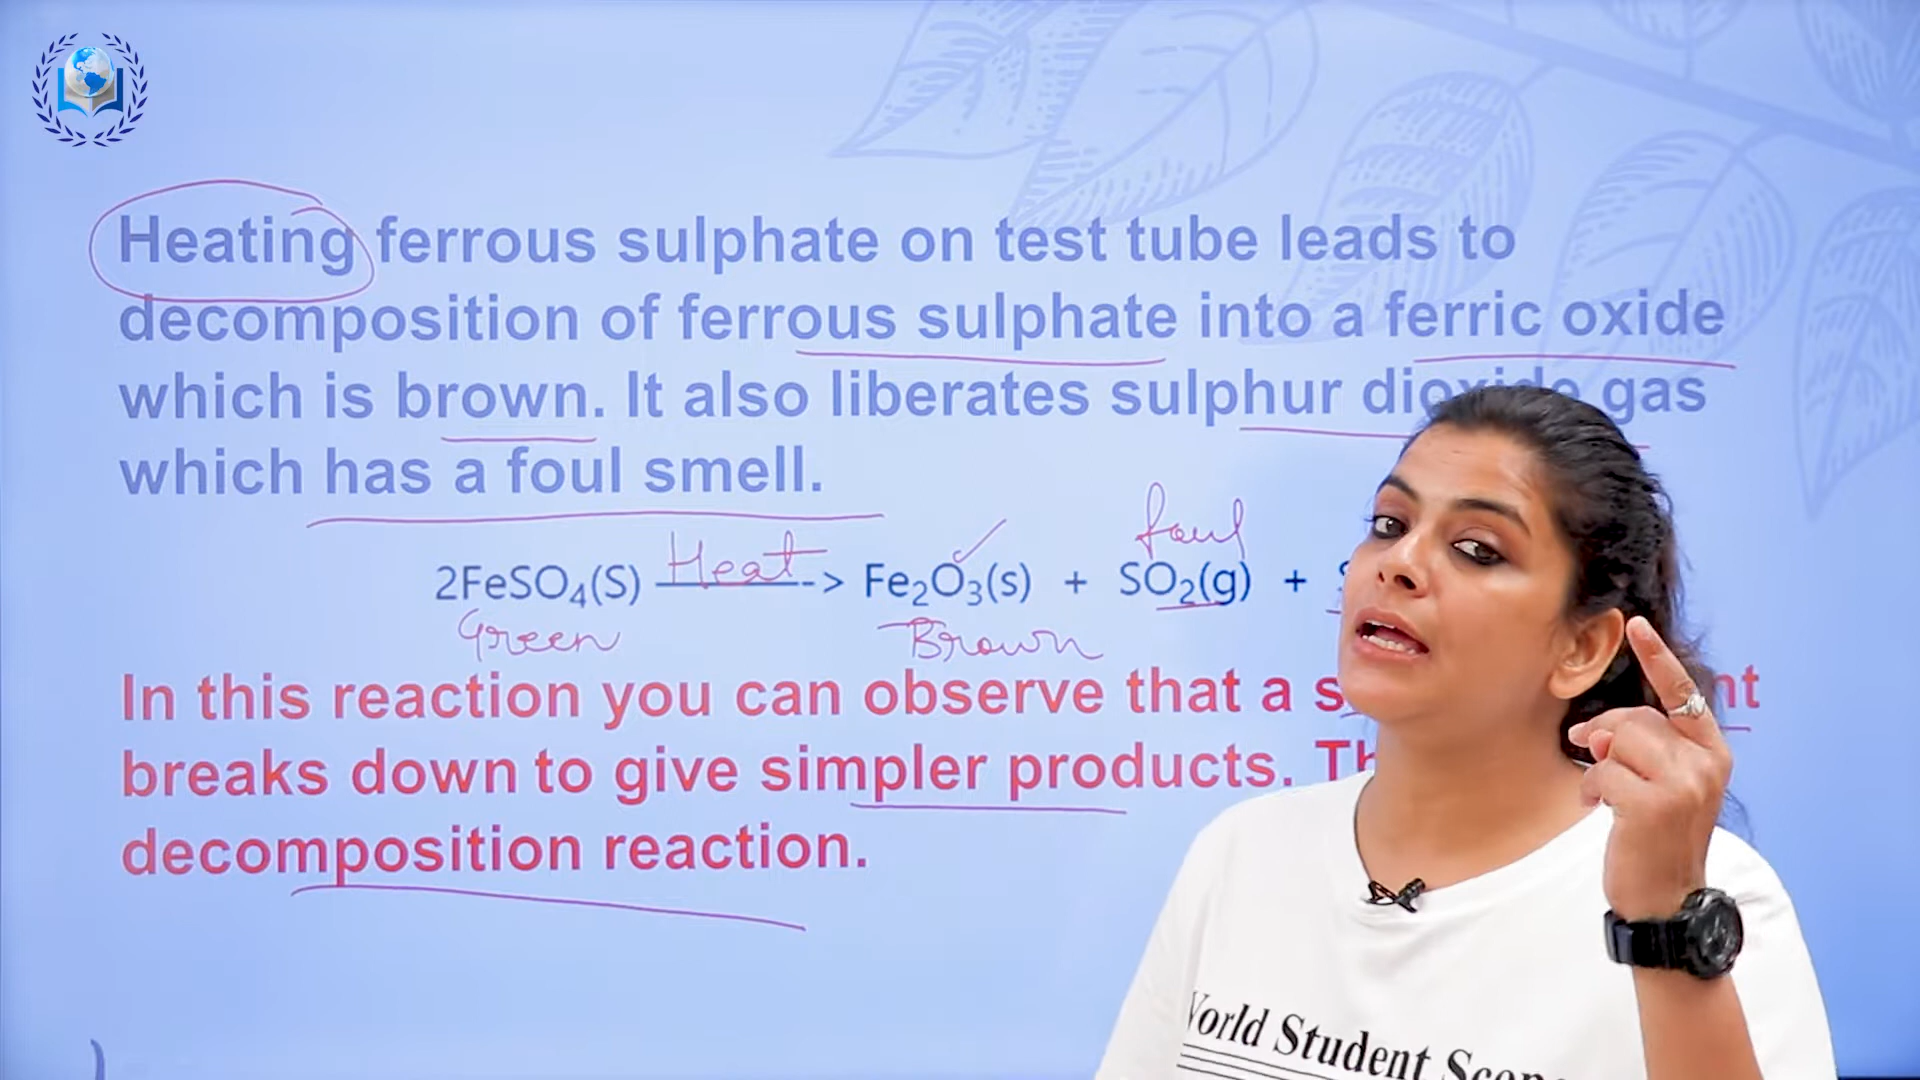 Heating ferrous sulphate on test tube leads to
decomposition of ferrous sulphate into a ferric oxide
which is brown. It also liberates sulphur dioxide gas
which has a foul smell.
foul
Heat
2FeSO₄(S) ———-> Fe₂O₃(s) + SO₂(g) +
Green Brown
In this reaction you can observe that a
breaks down to give simpler products.
decomposition reaction.
World Student